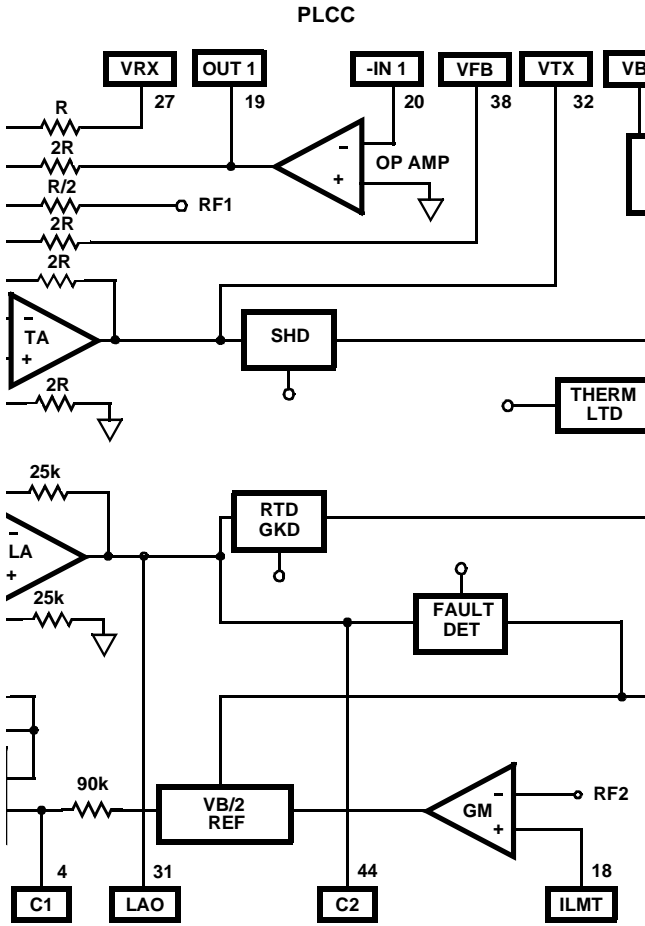 PLCC
VRX
OUT 1
-IN 1
VFB
VTX
VB
27
19
20
38
32
R
2R
−
OP AMP
+
R/2
RF1
2R
2R
−
TA
+
SHD
2R
THERM
LTD
25k
RTD
GKD
−
LA
+
25k
FAULT
DET
90k
VB/2
REF
−
GM
+
RF2
4
31
44
18
C1
LAO
C2
ILMT